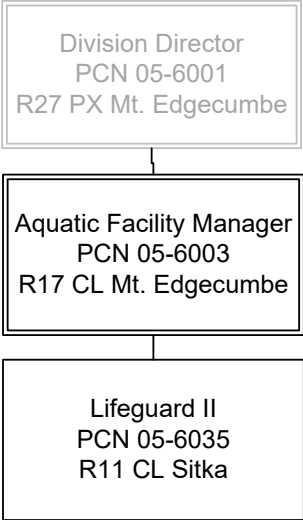 Division Director
PCN 05-6001
R27 PX Mt. Edgecumbe
Aquatic Facility Manager
PCN 05-6003
R17 CL Mt. Edgecumbe
Lifeguard II
PCN 05-6035
R11 CL Sitka